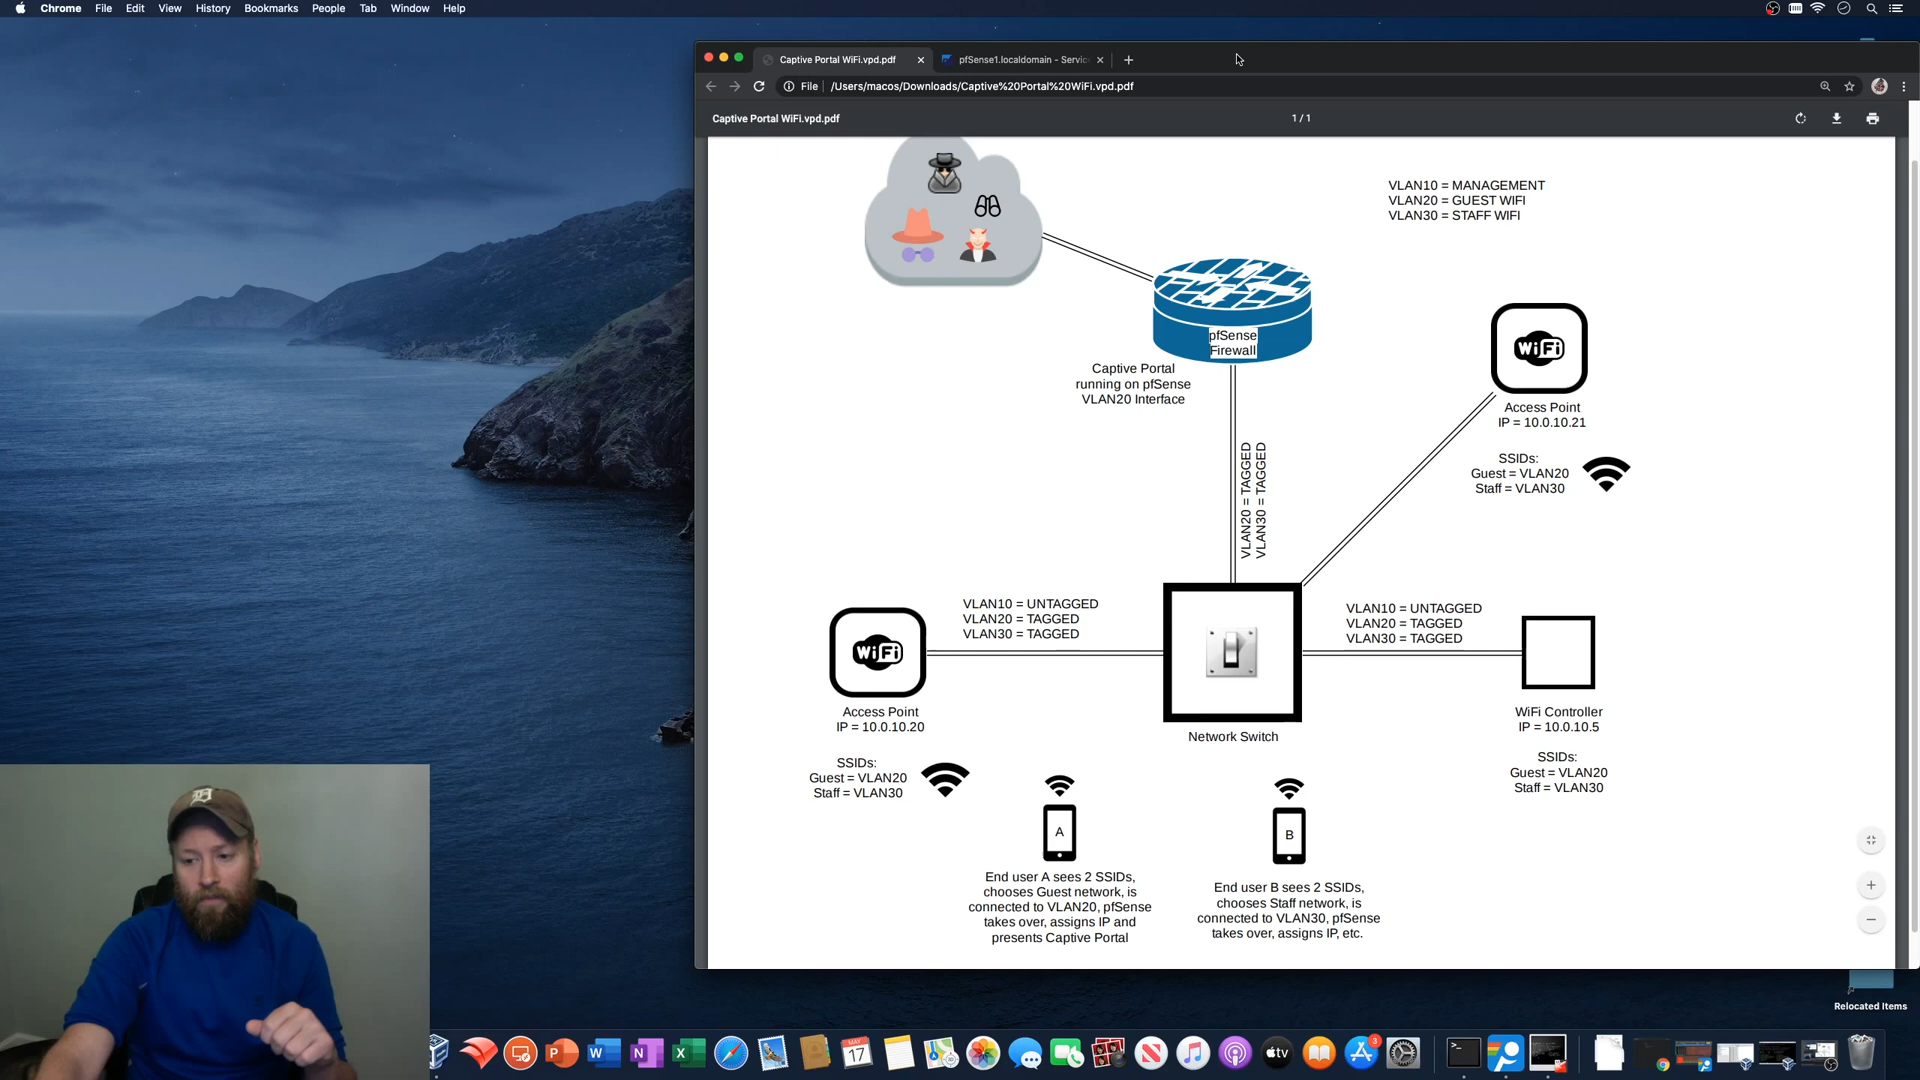 Chrome File Edit View History Bookmarks People Tab Window Help
Captive Portal WiFi.vpd.pdf
pfSense1.localdomain - Servic
File /Users/macos/Downloads/Captive%20Portal%20WiFi.vpd.pdf
Captive Portal WiFi.vpd.pdf
1 / 1
VLAN10 = MANAGEMENT
VLAN20 = GUEST WIFI
VLAN30 = STAFF WIFI
pfSense
Firewall
Captive Portal
running on pfSense
VLAN20 Interface
WiFi
Access Point
IP = 10.0.10.21
SSIDs:
Guest = VLAN20
Staff = VLAN30
VLAN20 = TAGGED
VLAN30 = TAGGED
VLAN10 = UNTAGGED
VLAN20 = TAGGED
VLAN30 = TAGGED
VLAN10 = UNTAGGED
VLAN20 = TAGGED
VLAN30 = TAGGED
WiFi
Access Point
IP = 10.0.10.20
SSIDs:
Guest = VLAN20
Staff = VLAN30
Network Switch
WiFi Controller
IP = 10.0.10.5
SSIDs:
Guest = VLAN20
Staff = VLAN30
A
End user A sees 2 SSIDs,
chooses Guest network, is
connected to VLAN20, pfSense
takes over, assigns IP and
presents Captive Portal
B
End user B sees 2 SSIDs,
chooses Staff network, is
connected to VLAN30, pfSense
takes over, assigns IP, etc.
Relocated Items
MAY
17
tv
3